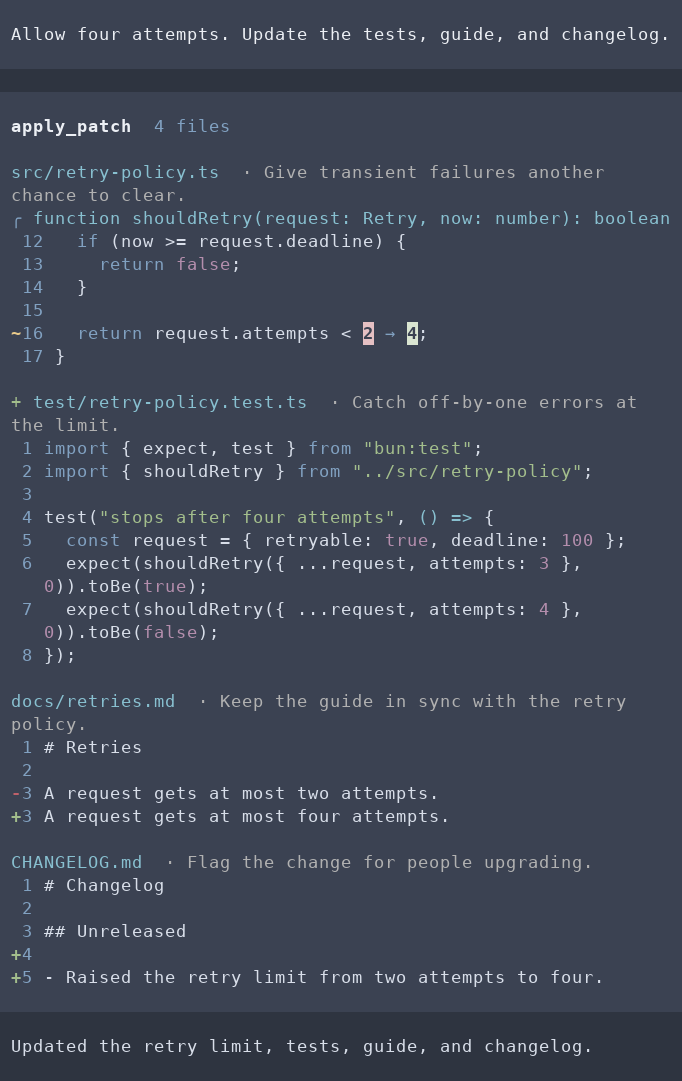 Allow four attempts. Update the tests, guide, and changelog.
apply_patch  4 files
src/retry-policy.ts  · Give transient failures another
chance to clear.
╭ function shouldRetry(request: Retry, now: number): boolean
 12   if (now >= request.deadline) {
 13     return false;
 14   }
 15
~16   return request.attempts < 2 → 4;
 17 }
+ test/retry-policy.test.ts  · Catch off-by-one errors at
the limit.
 1 import { expect, test } from "bun:test";
 2 import { shouldRetry } from "../src/retry-policy";
 3
 4 test("stops after four attempts", () => {
 5   const request = { retryable: true, deadline: 100 };
 6   expect(shouldRetry({ ...request, attempts: 3 },
   0)).toBe(true);
 7   expect(shouldRetry({ ...request, attempts: 4 },
   0)).toBe(false);
 8 });
docs/retries.md  · Keep the guide in sync with the retry
policy.
 1 # Retries
 2
-3 A request gets at most two attempts.
+3 A request gets at most four attempts.
CHANGELOG.md  · Flag the change for people upgrading.
 1 # Changelog
 2
 3 ## Unreleased
+4
+5 - Raised the retry limit from two attempts to four.
Updated the retry limit, tests, guide, and changelog.